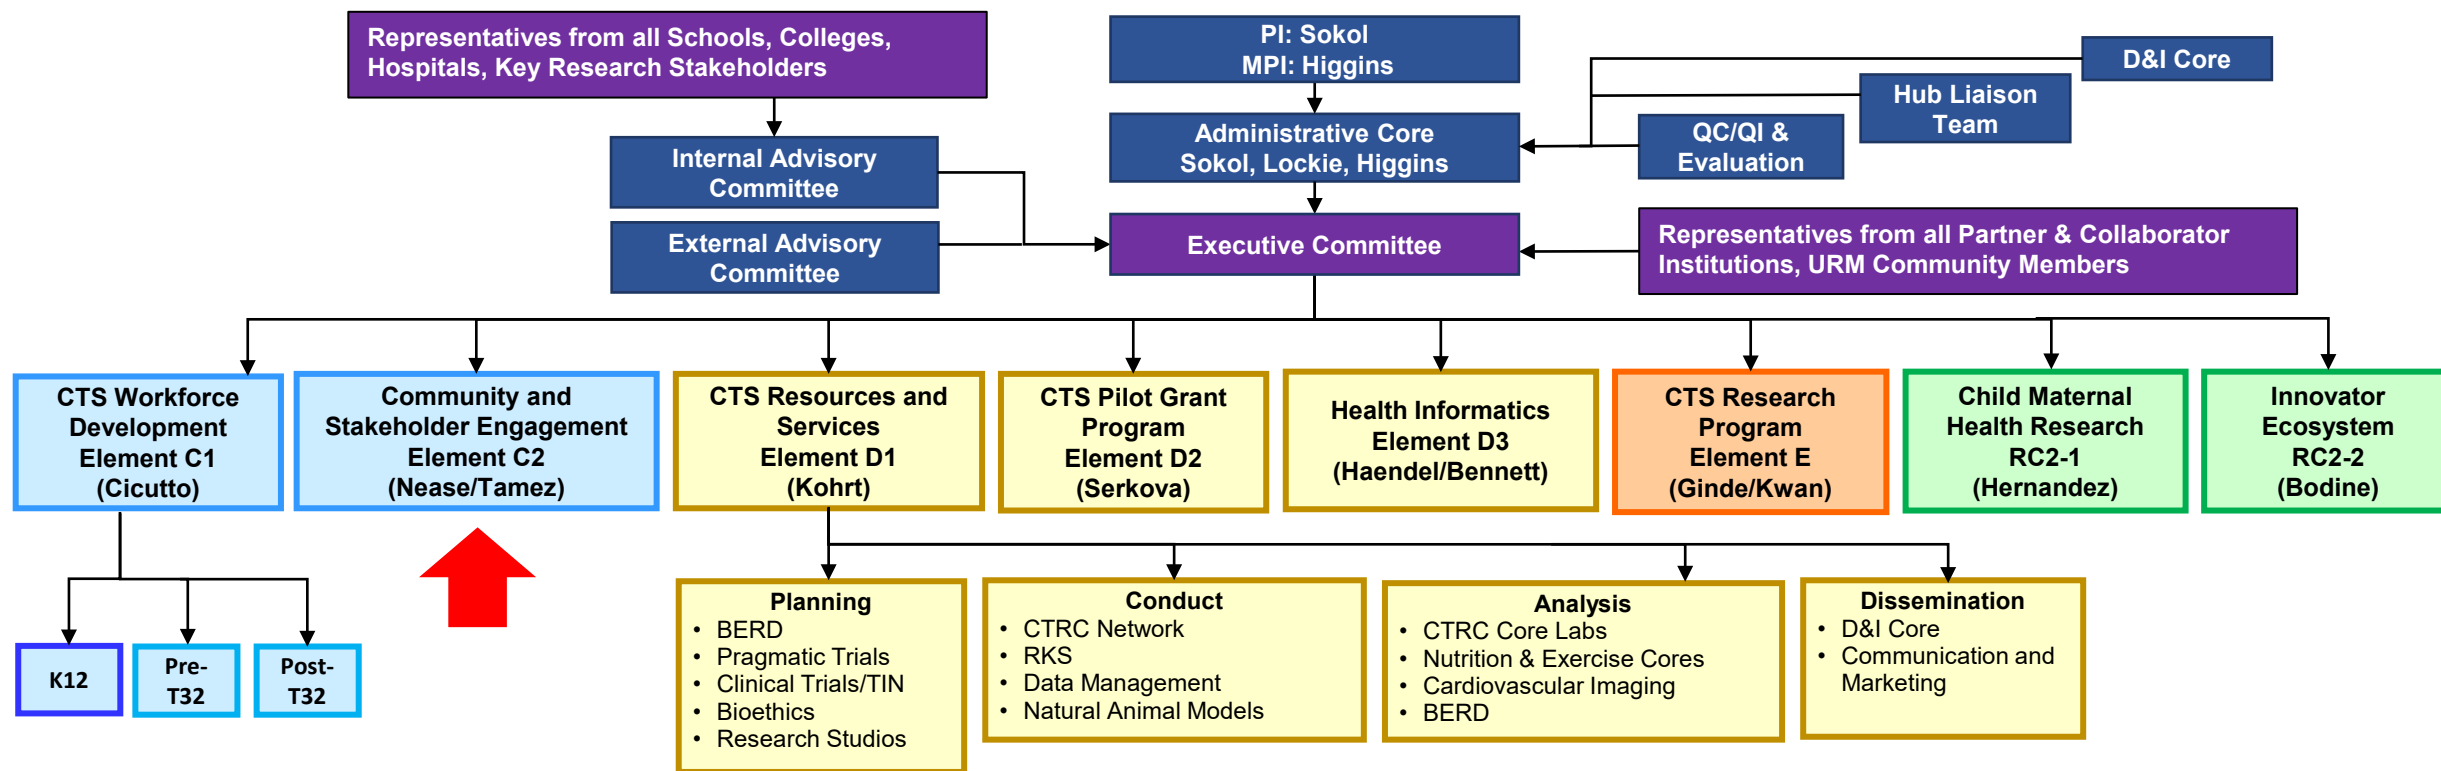 Representatives from all Schools, Colleges,
Hospitals, Key Research Stakeholders
PI: Sokol
MPI: Higgins
D&I Core
Hub Liaison
Team
QC/QI &
Evaluation
Administrative Core
Sokol, Lockie, Higgins
Internal Advisory
Committee
External Advisory
Committee
Executive Committee
Representatives from all Partner & Collaborator
Institutions, URM Community Members
CTS Workforce
Development
Element C1
(Cicutto)
Community and
Stakeholder Engagement
Element C2
(Nease/Tamez)
CTS Resources and
Services
Element D1
(Kohrt)
CTS Pilot Grant
Program
Element D2
(Serkova)
Health Informatics
Element D3
(Haendel/Bennett)
CTS Research
Program
Element E
(Ginde/Kwan)
Child Maternal
Health Research
RC2-1
(Hernandez)
Innovator
Ecosystem
RC2-2
(Bodine)
K12
Pre-
T32
Post-
T32
Planning
• BERD
• Pragmatic Trials
• Clinical Trials/TIN
• Bioethics
• Research Studios
Conduct
• CTRC Network
• RKS
• Data Management
• Natural Animal Models
Analysis
• CTRC Core Labs
• Nutrition & Exercise Cores
• Cardiovascular Imaging
• BERD
Dissemination
• D&I Core
• Communication and
Marketing